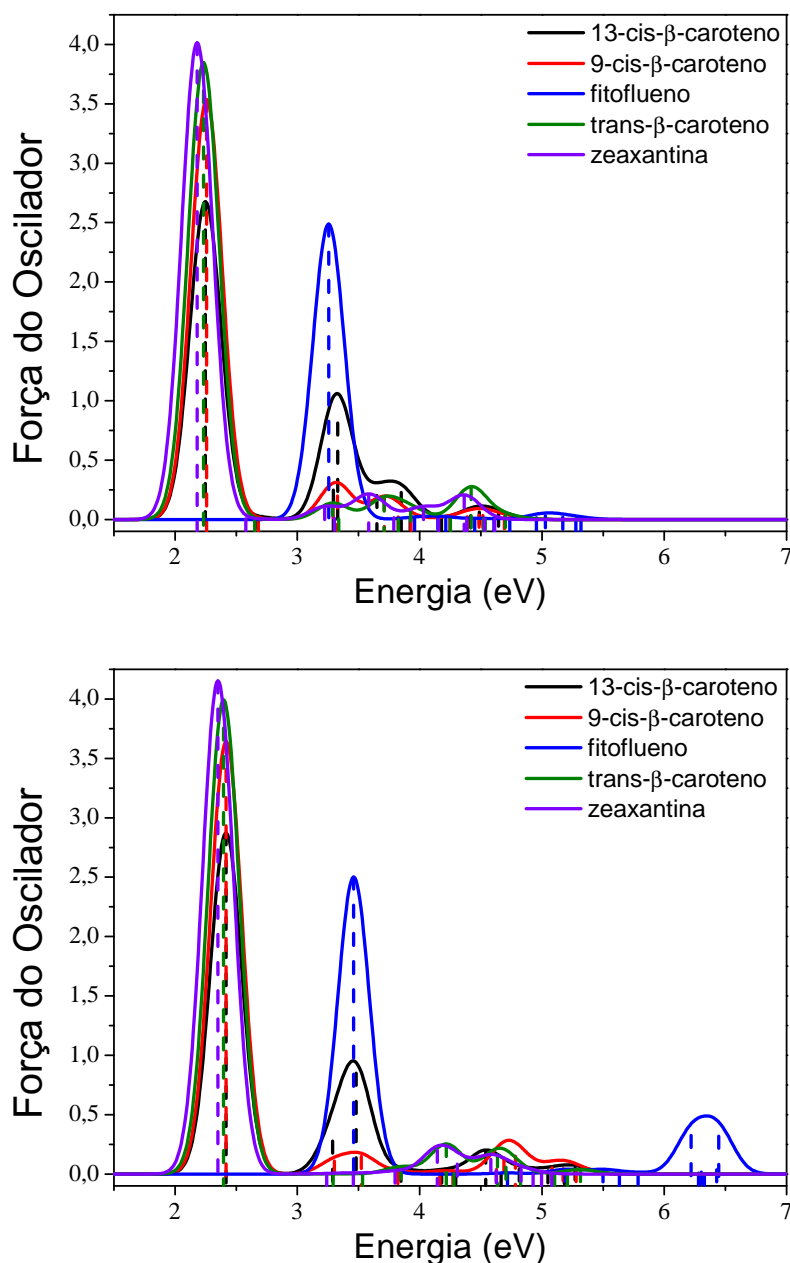 4,0
3,5
3,0
2,5
2,0
1,5
1,0
0,5
0,0
Força do Oscilador
13-cis-β-caroteno
9-cis-β-caroteno
fitoflueno
trans-β-caroteno
zeaxantina
2 3 4 5 6 7
Energia (eV)
4,0
3,5
3,0
2,5
2,0
1,5
1,0
0,5
0,0
Força do Oscilador
13-cis-β-caroteno
9-cis-β-caroteno
fitoflueno
trans-β-caroteno
zeaxantina
2 3 4 5 6 7
Energia (eV)